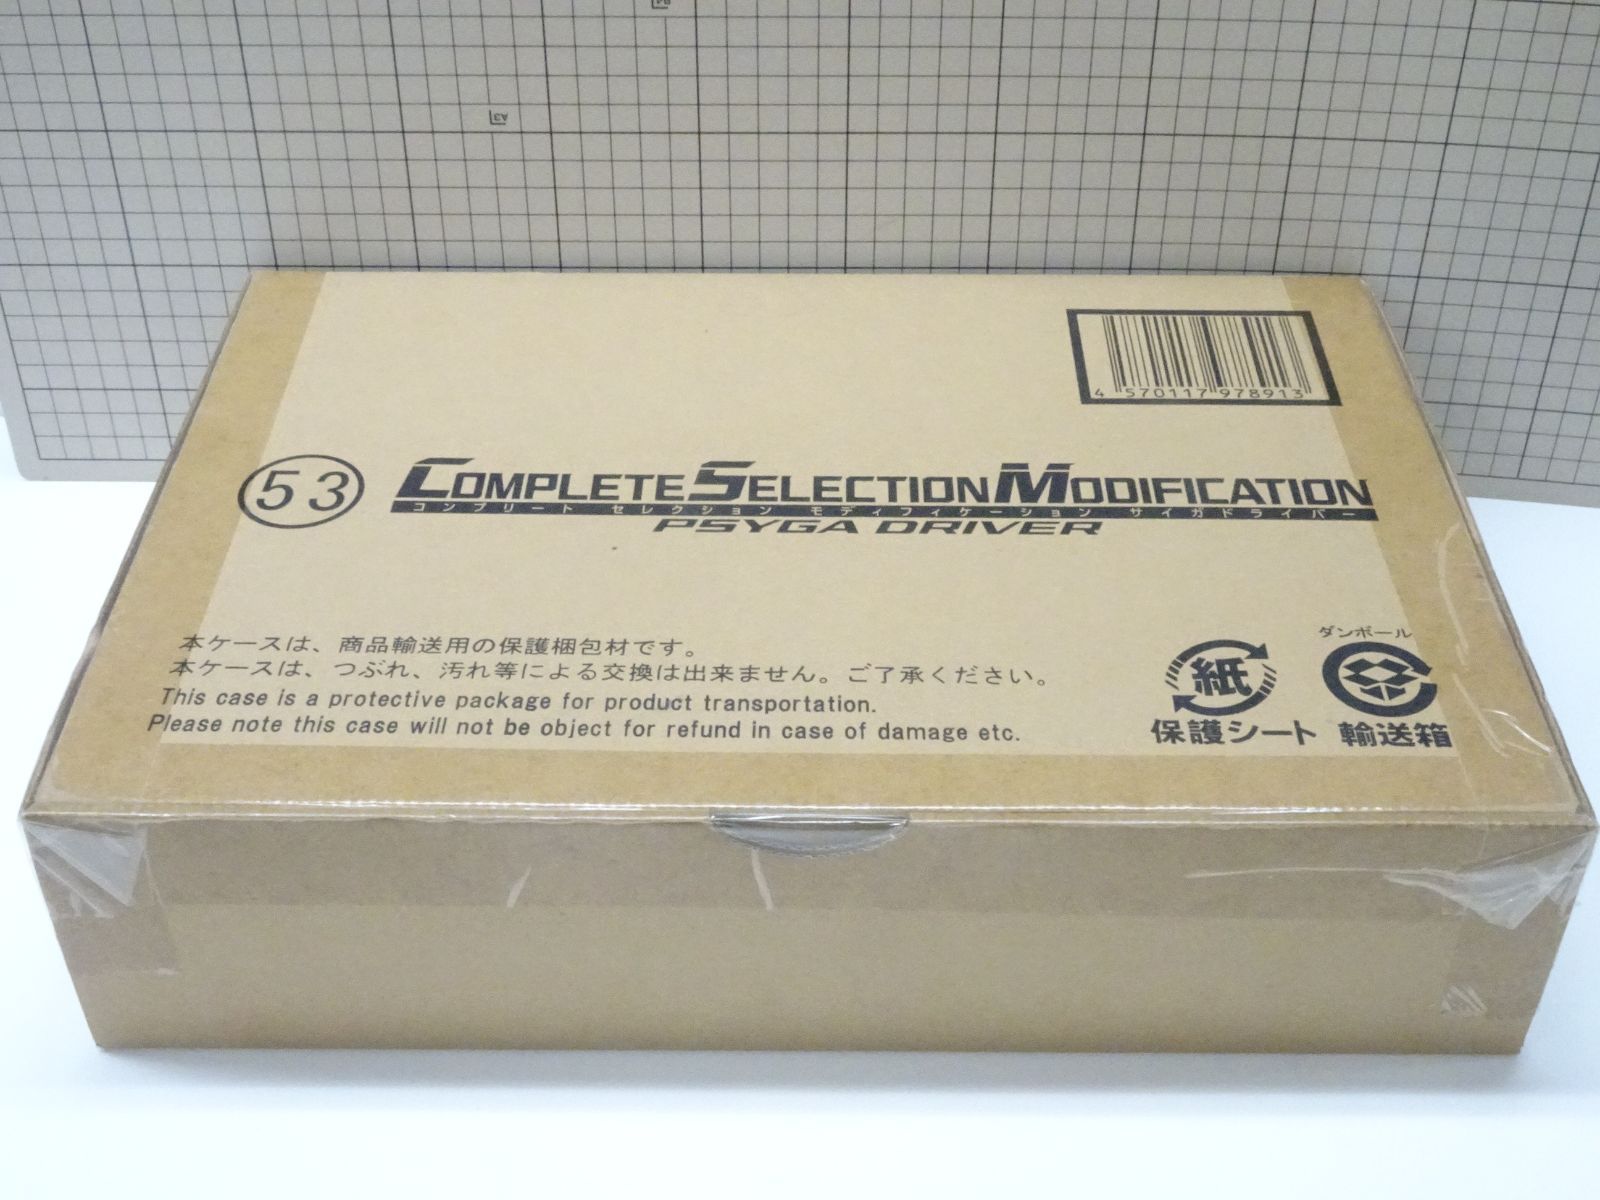 A4
A3
4 570117 978913
53
COMPLETE SELECTION MODIFICATION
コンプリート セレクション モディフィケーション サイガドライバー
PSYGA DRIVER
本ケースは、商品輸送用の保護梱包材です。
本ケースは、つぶれ、汚れ等による交換は出来ません。ご了承ください。
This case is a protective package for product transportation.
Please note this case will not be object for refund in case of damage etc.
紙
保護シート
ダンボール
輸送箱